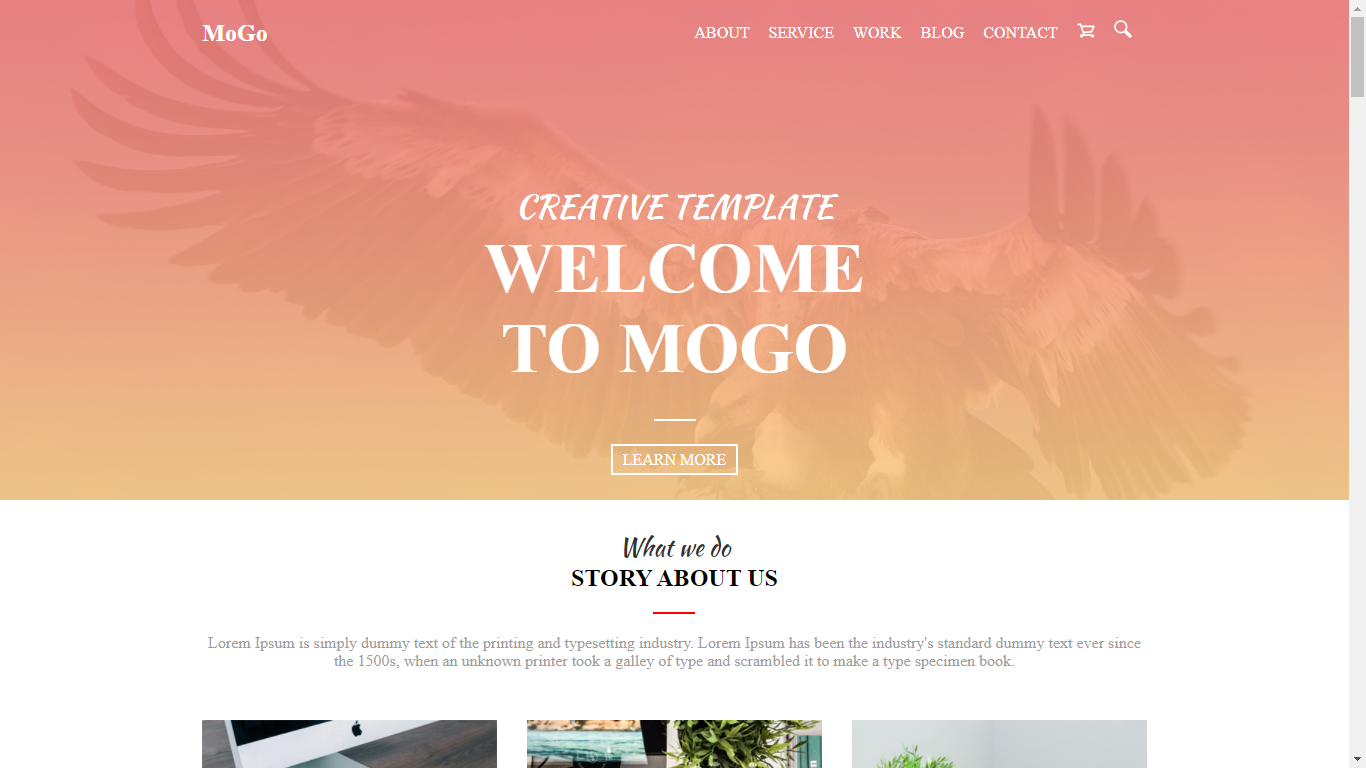 MoGo
ABOUT SERVICE WORK BLOG CONTACT
CREATIVE TEMPLATE
WELCOME
TO MOGO
LEARN MORE
What we do
STORY ABOUT US
Lorem Ipsum is simply dummy text of the printing and typesetting industry. Lorem Ipsum has been the industry's standard dummy text ever since
the 1500s, when an unknown printer took a galley of type and scrambled it to make a type specimen book.